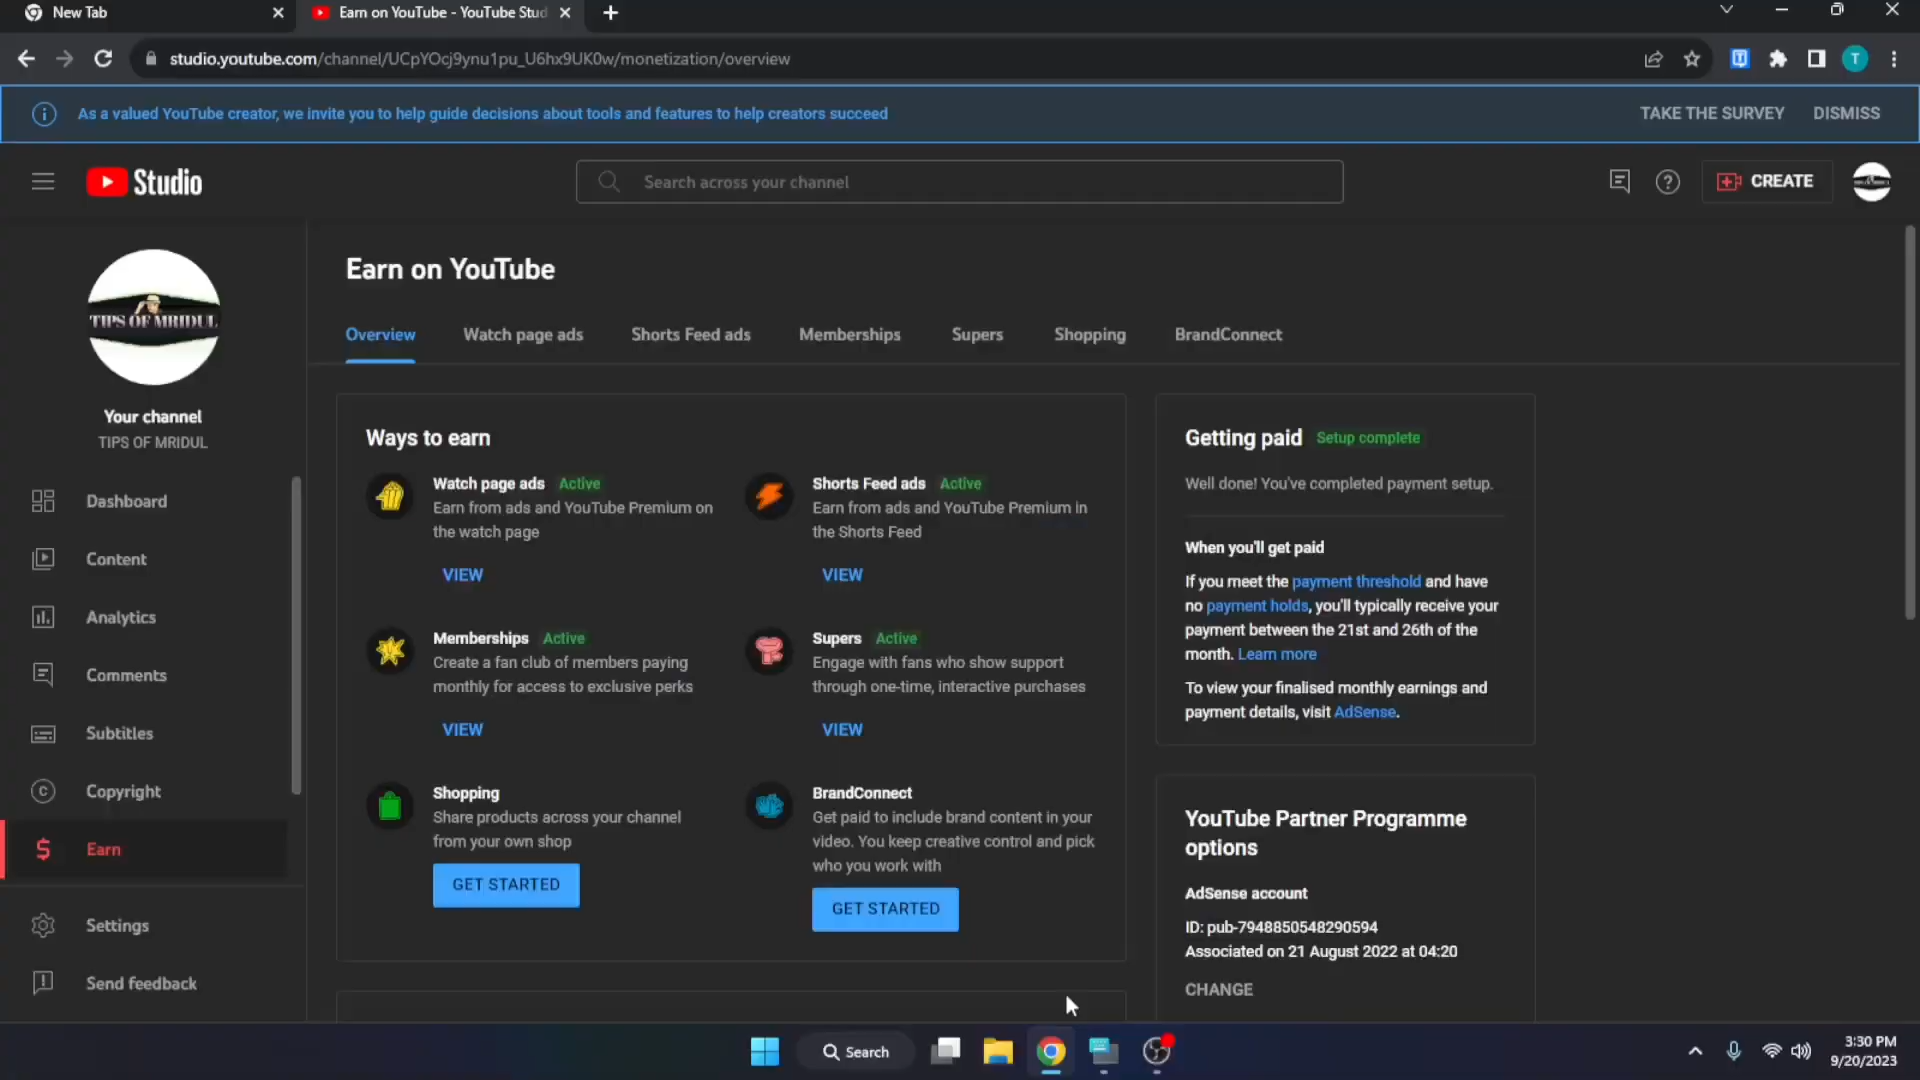 New Tab
Earn on YouTube - YouTube Stud
studio.youtube.com/channel/UCpYOcj9ynu1pu_U6hx9UK0w/monetization/overview
T
As a valued YouTube creator, we invite you to help guide decisions about tools and features to help creators succeed
TAKE THE SURVEY
DISMISS
Studio
Search across your channel
CREATE
TIPS OF MRIDUL
Your channel
TIPS OF MRIDUL
Dashboard
Content
Analytics
Comments
Subtitles
Copyright
Earn
Settings
Send feedback
Earn on YouTube
Overview
Watch page ads
Shorts Feed ads
Memberships
Supers
Shopping
BrandConnect
Ways to earn
Watch page ads Active
Earn from ads and YouTube Premium on
the watch page
VIEW
Shorts Feed ads Active
Earn from ads and YouTube Premium in
the Shorts Feed
VIEW
Memberships Active
Create a fan club of members paying
monthly for access to exclusive perks
VIEW
Supers Active
Engage with fans who show support
through one-time, interactive purchases
VIEW
Shopping
Share products across your channel
from your own shop
GET STARTED
BrandConnect
Get paid to include brand content in your
video. You keep creative control and pick
who you work with
GET STARTED
Getting paid Setup complete
Well done! You've completed payment setup.
When you'll get paid
If you meet the payment threshold and have
no payment holds, you'll typically receive your
payment between the 21st and 26th of the
month. Learn more
To view your finalised monthly earnings and
payment details, visit AdSense.
YouTube Partner Programme
options
AdSense account
ID: pub-7948850548290594
Associated on 21 August 2022 at 04:20
CHANGE
Search
3:30 PM
9/20/2023